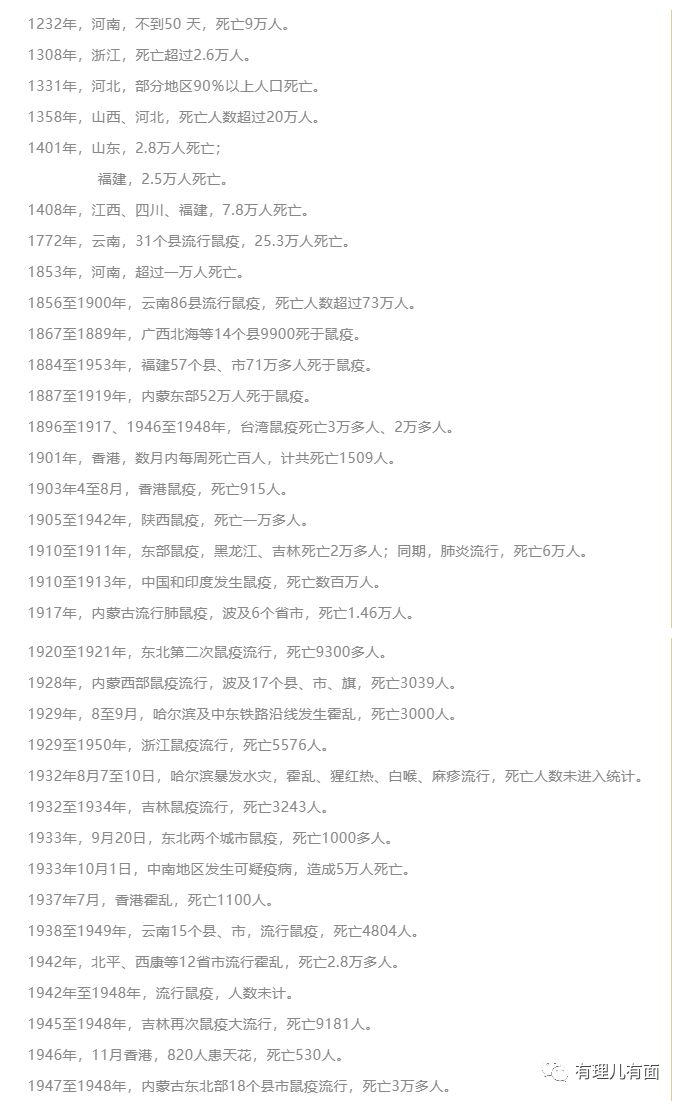 1232年，河南，不到50 天，死亡9万人。
1308年，浙江，死亡超过2.6万人。
1331年，河北，部分地区90%以上人口死亡。
1358年，山西、河北，死亡人数超过20万人。
1401年，山东，2.8万人死亡；
福建，2.5万人死亡。
1408年，江西、四川、福建，7.8万人死亡。
1772年，云南，31个县流行鼠疫，25.3万人死亡。
1853年，河南，超过一万人死亡。
1856至1900年，云南86县流行鼠疫，死亡人数超过73万人。
1867至1889年，广西北海等14个县9900死于鼠疫。
1884至1953年，福建57个县、市71万多人死于鼠疫。
1887至1919年，内蒙东部52万人死于鼠疫。
1896至1917、1946至1948年，台湾鼠疫死亡3万多人、2万多人。
1901年，香港，数月内每周死亡百人，计共死亡1509人。
1903年4至8月，香港鼠疫，死亡915人。
1905至1942年，陕西鼠疫，死亡一万多人。
1910至1911年，东部鼠疫，黑龙江、吉林死亡2万多人；同期，肺炎流行，死亡6万人。
1910至1913年，中国和印度发生鼠疫，死亡数百万人。
1917年，内蒙古流行肺鼠疫，波及6个省市，死亡1.46万人。
1920至1921年，东北第二次鼠疫流行，死亡9300多人。
1928年，内蒙西部鼠疫流行，波及17个县、市、旗，死亡3039人。
1929年，8至9月，哈尔滨及中东铁路沿线发生霍乱，死亡3000人。
1929至1950年，浙江鼠疫流行，死亡5576人。
1932年8月7至10日，哈尔滨暴发水灾，霍乱、猩红热、白喉、麻疹流行，死亡人数未进入统计。
1932至1934年，吉林鼠疫流行，死亡3243人。
1933年，9月20日，东北两个城市鼠疫，死亡1000多人。
1933年10月1日，中南地区发生可疑疫病，造成5万人死亡。
1937年7月，香港霍乱，死亡1100人。
1938至1949年，云南15个县、市，流行鼠疫，死亡4804人。
1942年，北平、西康等12省市流行霍乱，死亡2.8万多人。
1942年至1948年，流行鼠疫，人数未计。
1945至1948年，吉林再次鼠疫大流行，死亡9181人。
1946年，11月香港，820人患天花，死亡530人。
1947至1948年，内蒙古东北部18个县市鼠疫流行，死亡3万多人。
有理儿有面